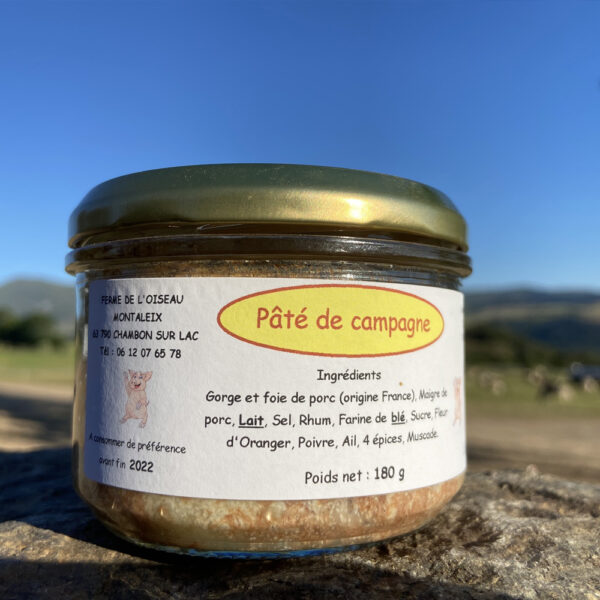 FERME DE L'OISEAU
MONTALEIX
63 790 CHAMBON SUR LAC
Tél : 06 12 07 65 78
A consommer de préférence
avant fin 2022
Pâté de campagne
Ingrédients
Gorge et foie de porc (origine France), Maigre de
porc, Lait, Sel, Rhum, Farine de blé, Sucre, Fleur
d'Oranger, Poivre, Ail, 4 épices, Muscade.
Poids net : 180 g